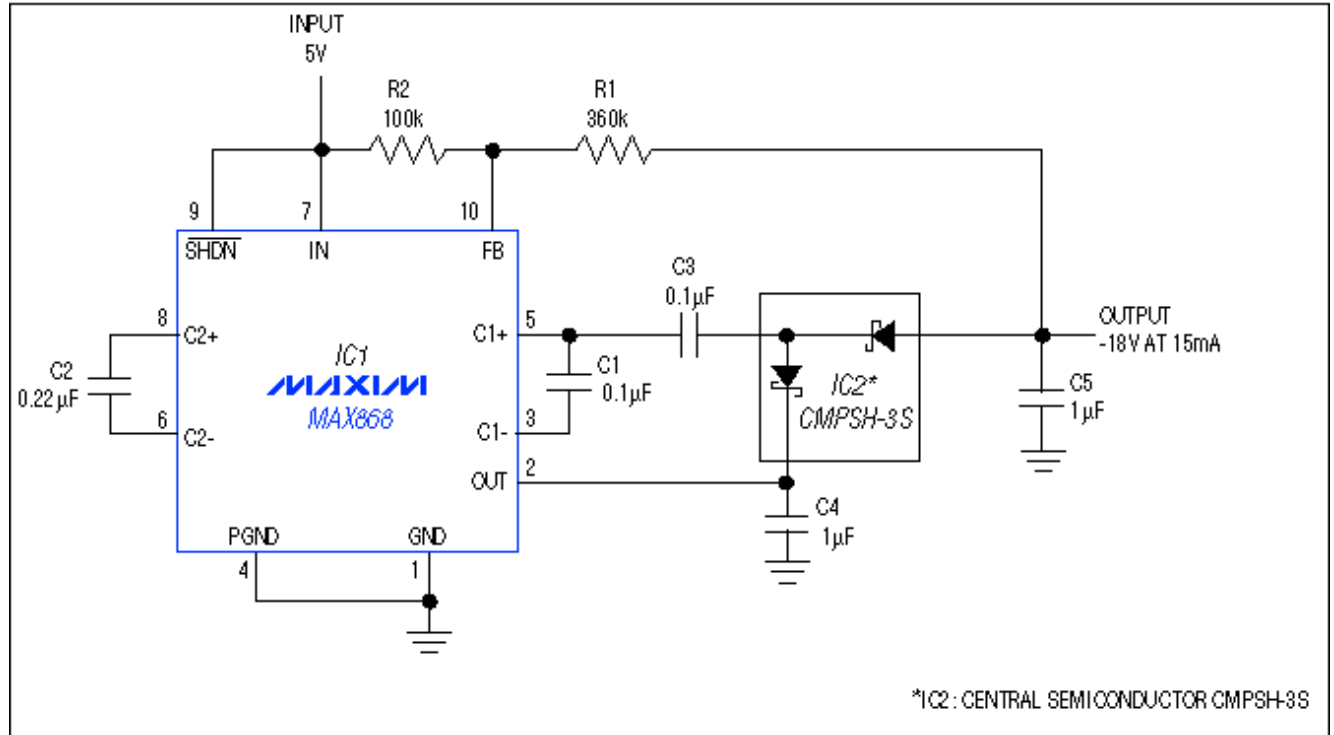 INPUT
5V
R2
100k
R1
360k
9
7
10
SHDN
IN
FB
C3
0.1µF
8
C2+
5
C1+
OUTPUT
-18V AT 15mA
IC1
MAXIM
MAX868
C2
0.22µF
C1
0.1µF
IC2*
CMPSH-3S
C5
1µF
6
C2-
3
C1-
2
OUT
C4
1µF
PGND
GND
4
1
*IC2: CENTRAL SEMICONDUCTOR CMPSH-3S